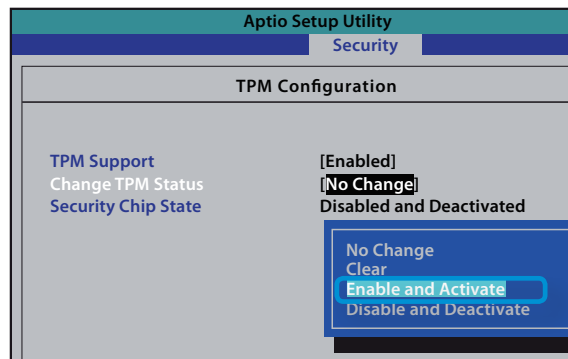 Aptio Setup Utility
Security
TPM Configuration
TPM Support [Enabled]
Change TPM Status [No Change]
Security Chip State Disabled and Deactivated
No Change
Clear
Enable and Activate
Disable and Deactivate